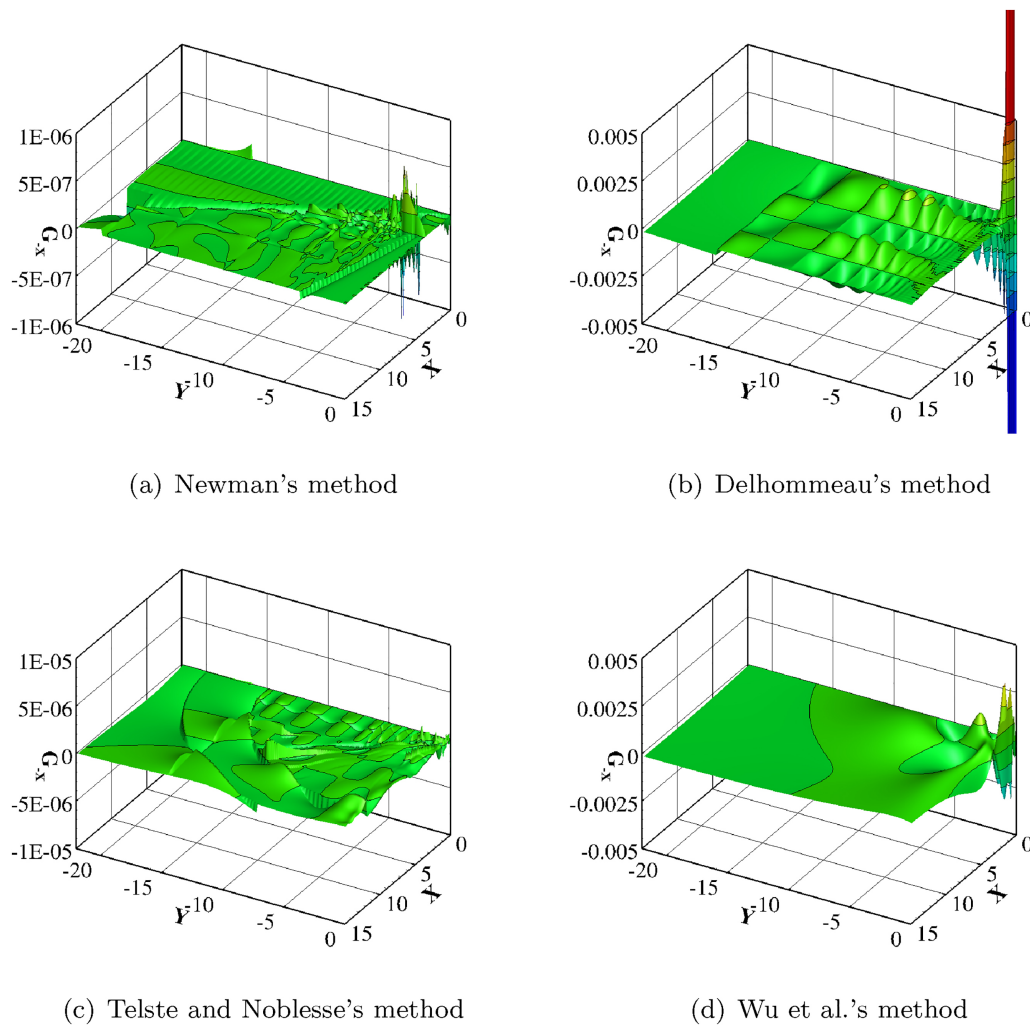 1E-06
5E-07
0
-5E-07
-1E-06
G-x
-20
-15
-10
-5
0
Y
15
10
5
0
X
(a) Newman's method
0.005
0.0025
0
-0.0025
-0.005
G-x
-20
-15
-10
-5
0
Y
15
10
5
0
X
(b) Delhommeau's method
1E-05
5E-06
0
-5E-06
-1E-05
G-x
-20
-15
-10
-5
0
Y
15
10
5
0
X
(c) Telste and Noblesse's method
0.005
0.0025
0
-0.0025
-0.005
G-x
-20
-15
-10
-5
0
Y
15
10
5
0
X
(d) Wu et al.'s method